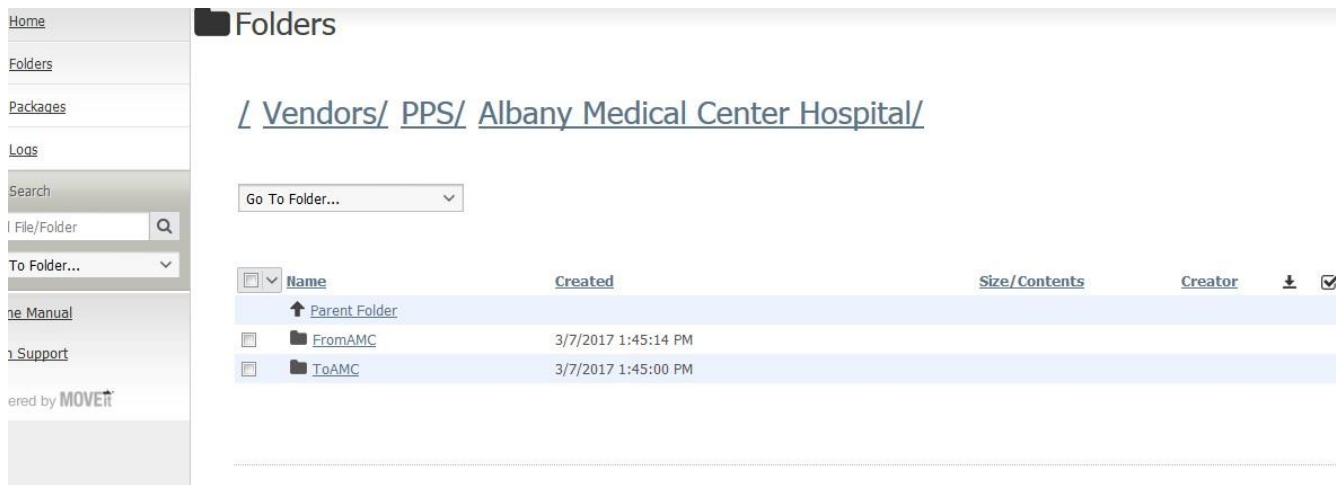 Home
Folders
Packages
Logs
Search
File/Folder
To Folder...
Manual
Support
by MOVEit
Folders
/ Vendors/ PPS/ Albany Medical Center Hospital/
Go To Folder...
Name Created Size/Contents Creator
Parent Folder
FromAMC 3/7/2017 1:45:14 PM
ToAMC 3/7/2017 1:45:00 PM